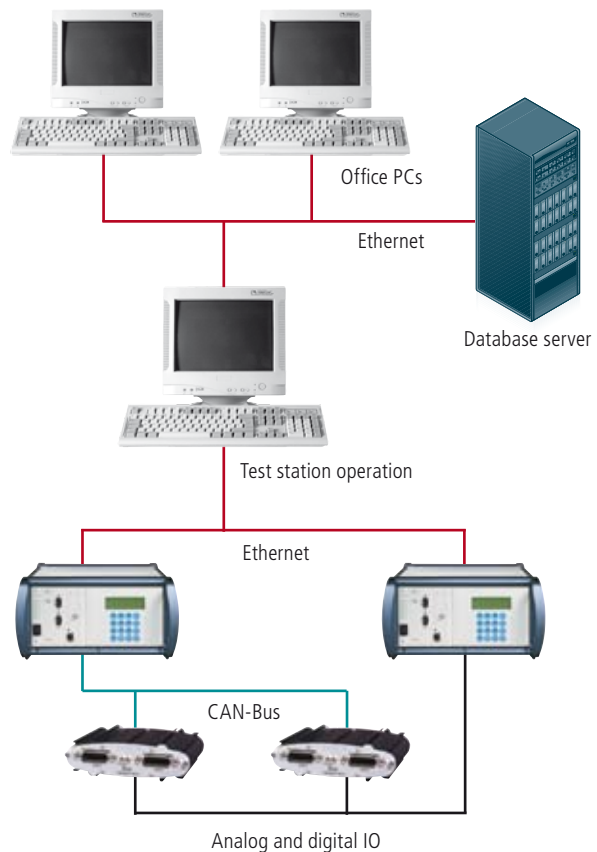 Office PCs
Ethernet
Database server
Test station operation
Ethernet
CAN-Bus
Analog and digital IO